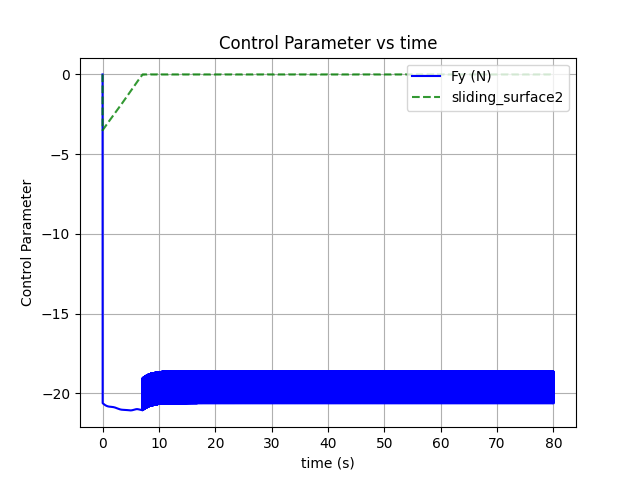 Control Parameter vs time
Control Parameter
0
−5
−10
−15
−20
Fy (N)
sliding_surface2
0 10 20 30 40 50 60 70 80
time (s)